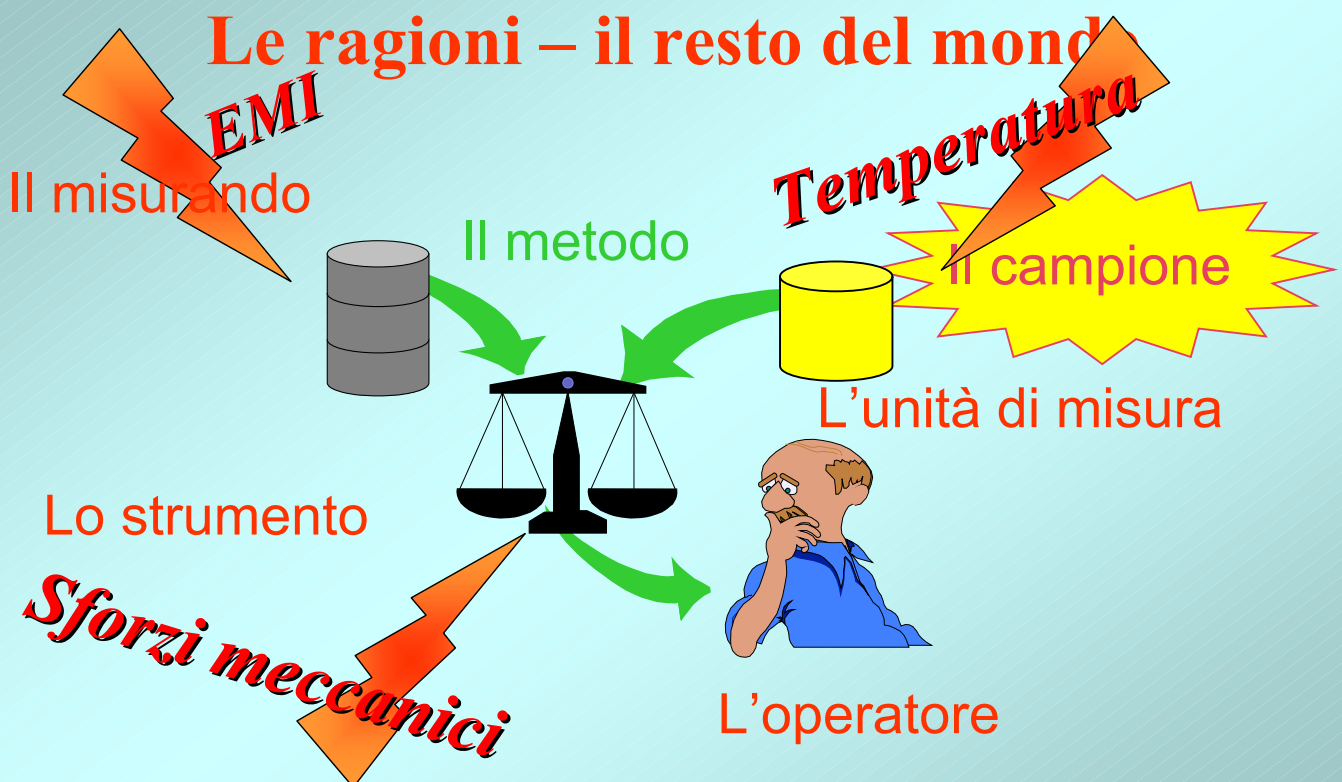 Le ragioni – il resto del mondo
EMI
Temperatura
Il misurando
Il metodo
Il campione
L'unità di misura
Lo strumento
Sforzi meccanici
L'operatore